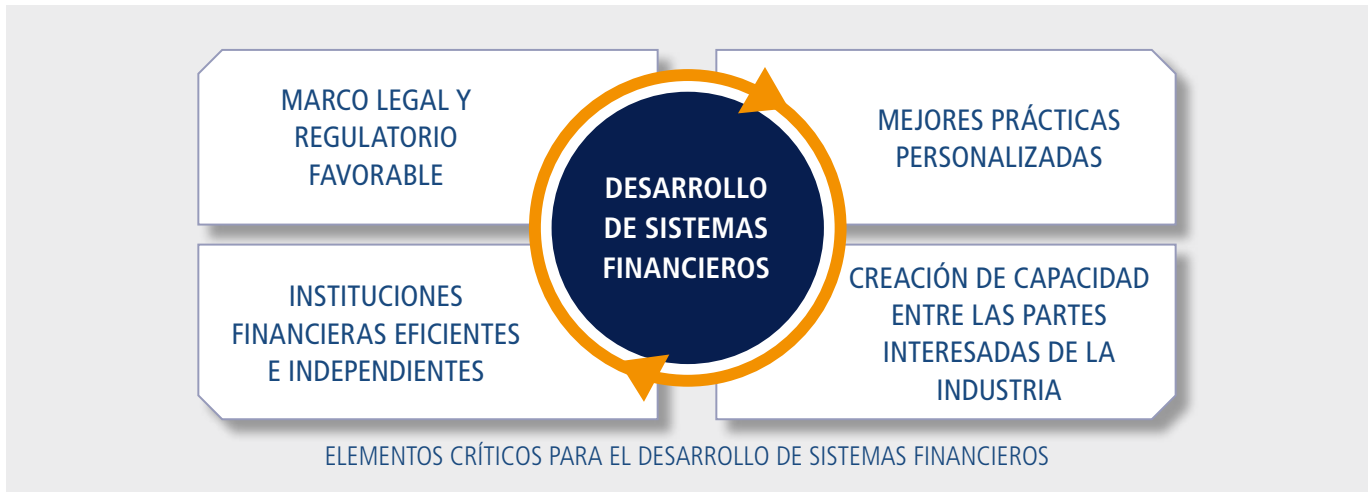 MARCO LEGAL Y
REGULATORIO
FAVORABLE
MEJORES PRÁCTICAS
PERSONALIZADAS
DESARROLLO
DE SISTEMAS
FINANCIEROS
INSTITUCIONES
FINANCIERAS EFICIENTES
E INDEPENDIENTES
CREACIÓN DE CAPACIDAD
ENTRE LAS PARTES
INTERESADAS DE LA
INDUSTRIA
ELEMENTOS CRÍTICOS PARA EL DESARROLLO DE SISTEMAS FINANCIEROS